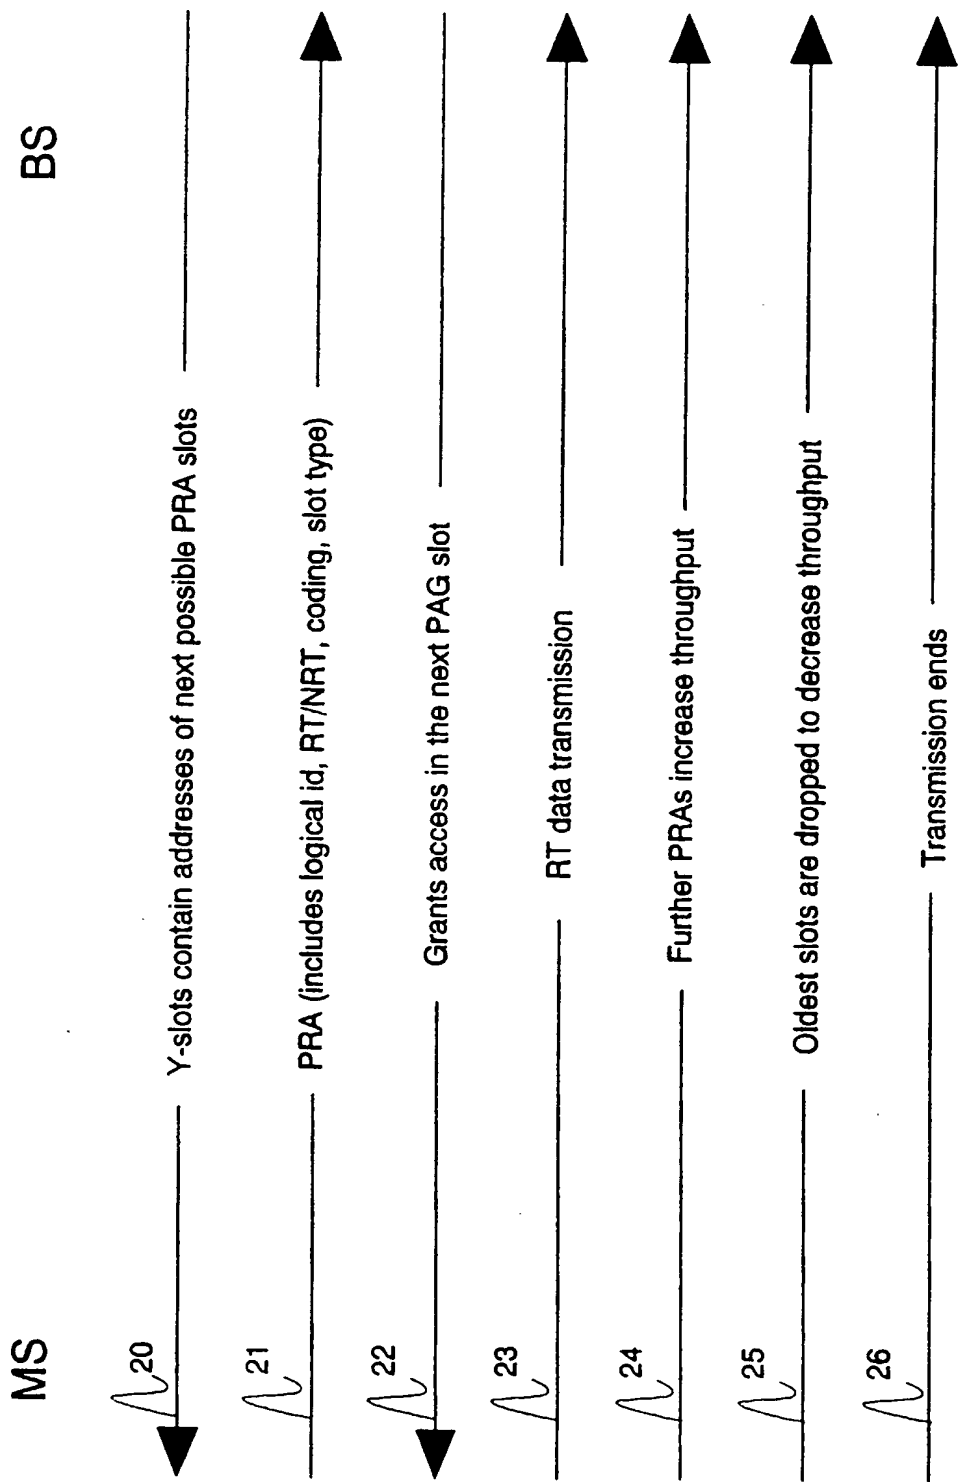 MS BS
20
Y-slots contain addresses of next possible PRA slots
21
PRA (includes logical id, RT/NRT, coding, slot type)
22
Grants access in the next PAG slot
23
RT data transmission
24
Further PRAs increase throughput
25
Oldest slots are dropped to decrease throughput
26
Transmission ends